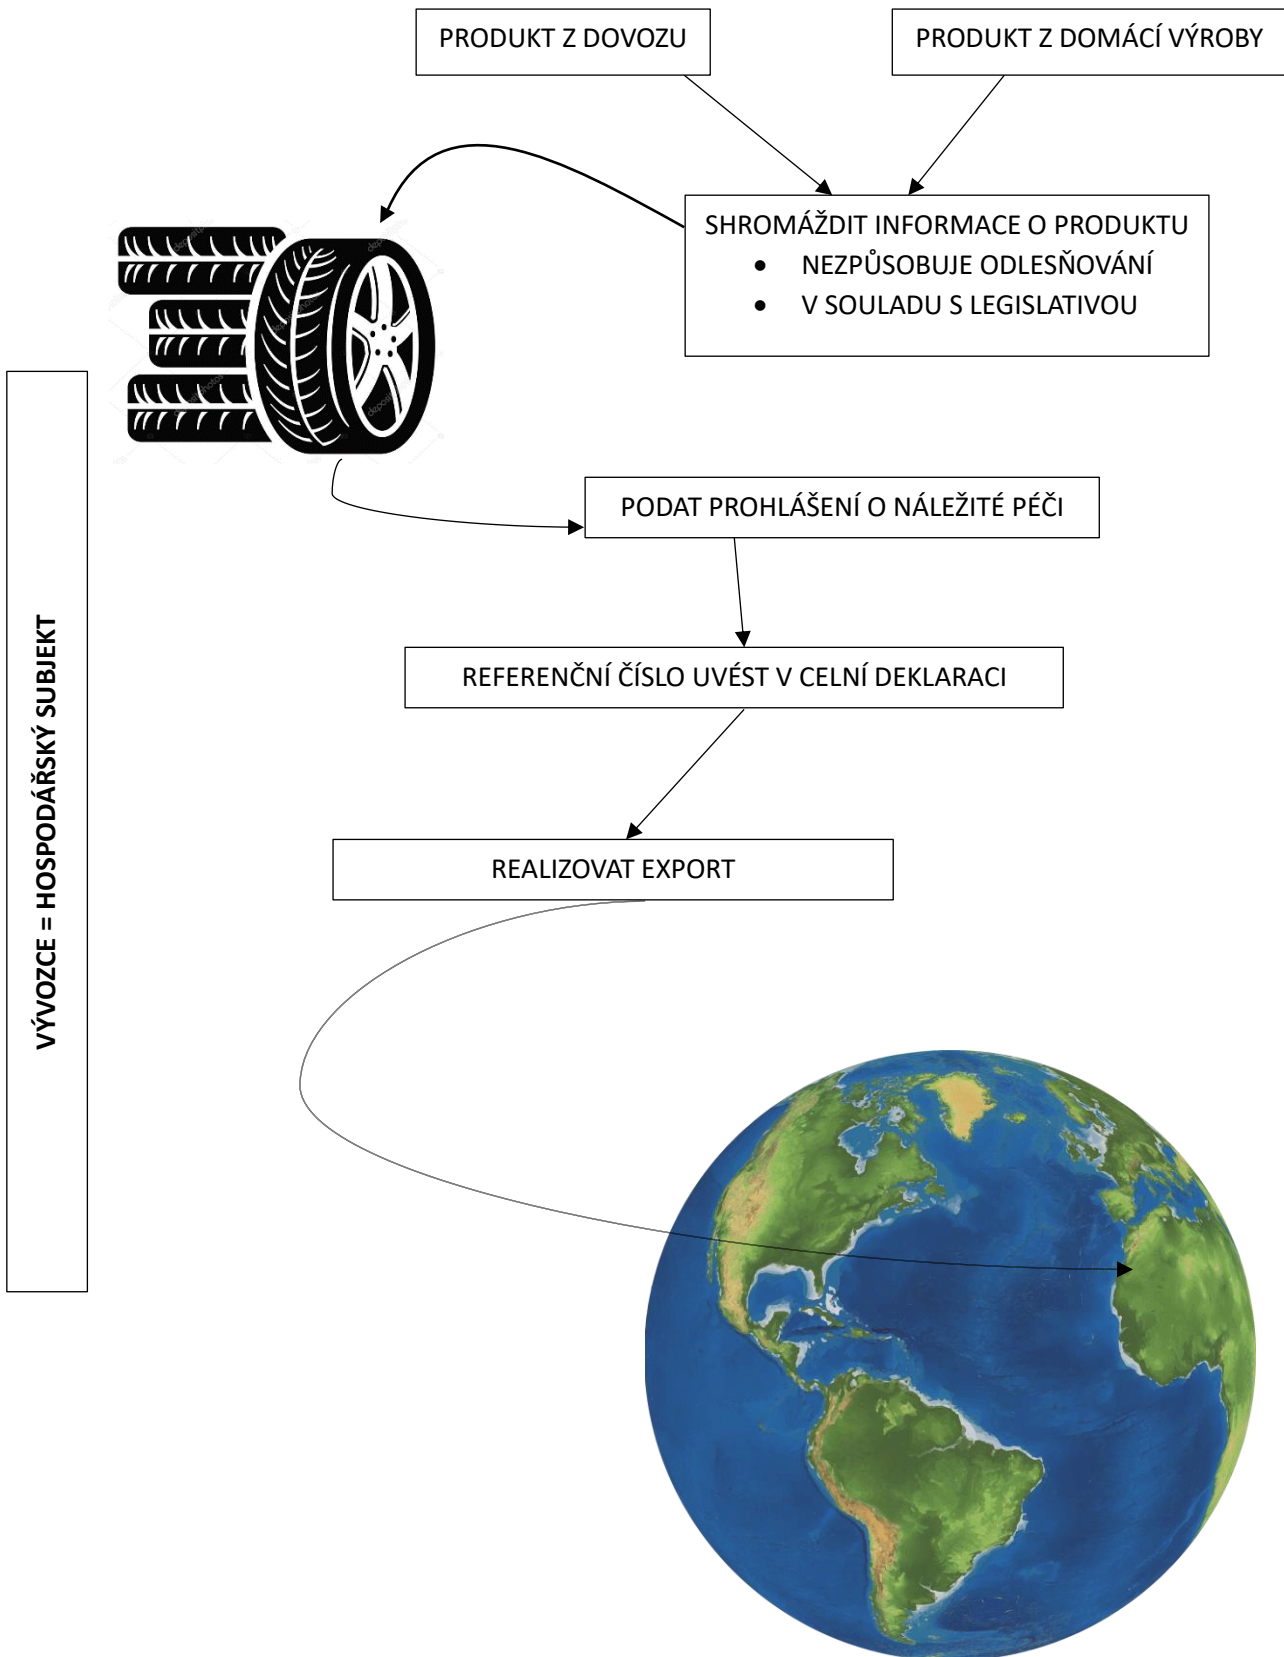 PRODUKT Z DOVOZU
PRODUKT Z DOMÁCÍ VÝROBY
SHROMÁŽDIT INFORMACE O PRODUKTU
• NEZPŮSOBUJE ODLESŇOVÁNÍ
• V SOULADU S LEGISLATIVOU
PODAT PROHLÁŠENÍ O NÁLEŽITÉ PÉČI
REFERENČNÍ ČÍSLO UVÉST V CELNÍ DEKLARACI
VÝVOZCE = HOSPODÁŘSKÝ SUBJEKT
REALIZOVAT EXPORT